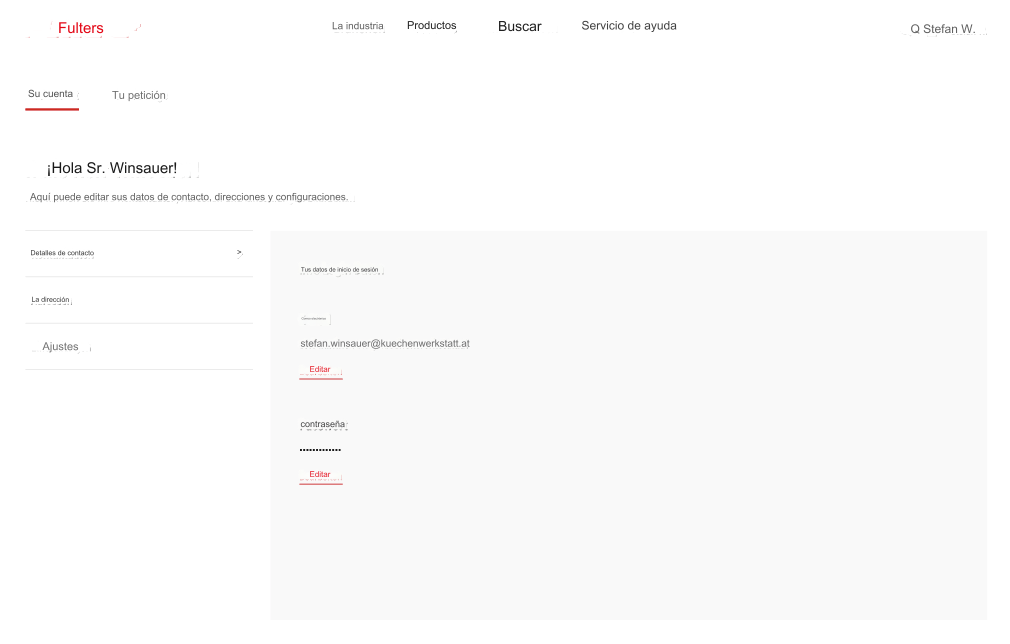 Fulters
La industria
Productos
Buscar
Servicio de ayuda
Q Stefan W.
Su cuenta
Tu petición
¡Hola Sr. Winsauer!
Aquí puede editar sus datos de contacto, direcciones y configuraciones.
Detalles de contacto >
La dirección
Ajustes
Tus datos de inicio de sesión
stefan.winsauer@kuechenwerkstatt.at
Editar
contraseña
•••••••••••••
Editar